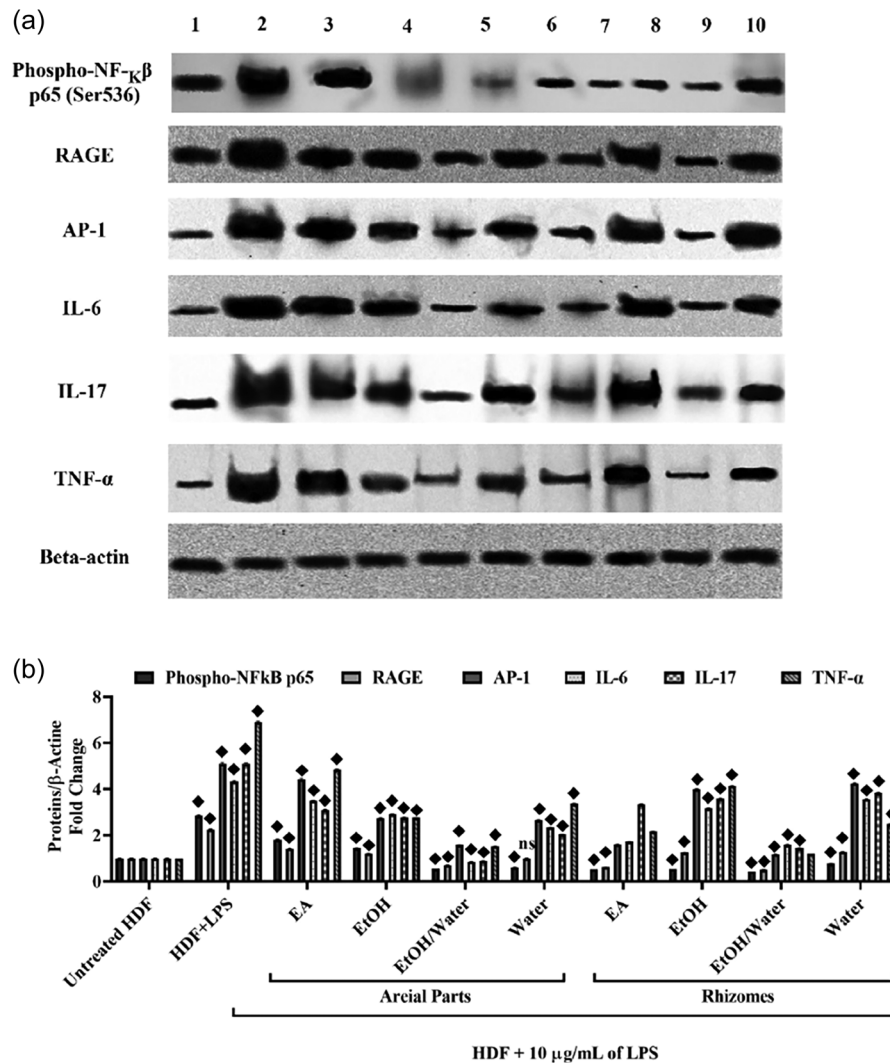 (a)
1 2 3 4 5 6 7 8 9 10
Phospho-NF-κβ
p65 (Ser536)
RAGE
AP-1
IL-6
IL-17
TNF-α
Beta-actin
(b)
Phospho-NFkB p65 RAGE AP-1 IL-6 IL-17 TNF-α
Proteins/β-Actine
Fold Change
8
6
4
2
0
ns
Untreated HDF HDF+LPS EA EtOH EtOH/Water Water EA EtOH EtOH/Water Water
Areial Parts Rhizomes
HDF + 10 μg/mL of LPS